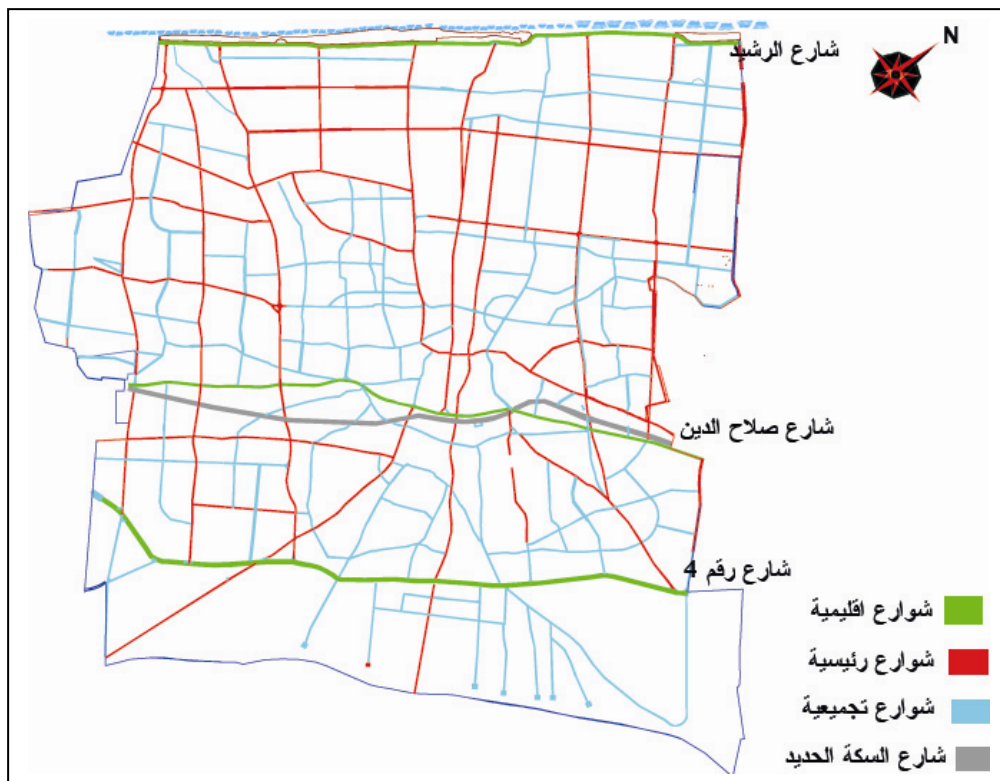 N
شارع الرشيد
شارع صلاح الدين
شارع رقم 4
شوارع اقليمية
شوارع رئيسية
شوارع تجميعية
شارع السكة الحديد